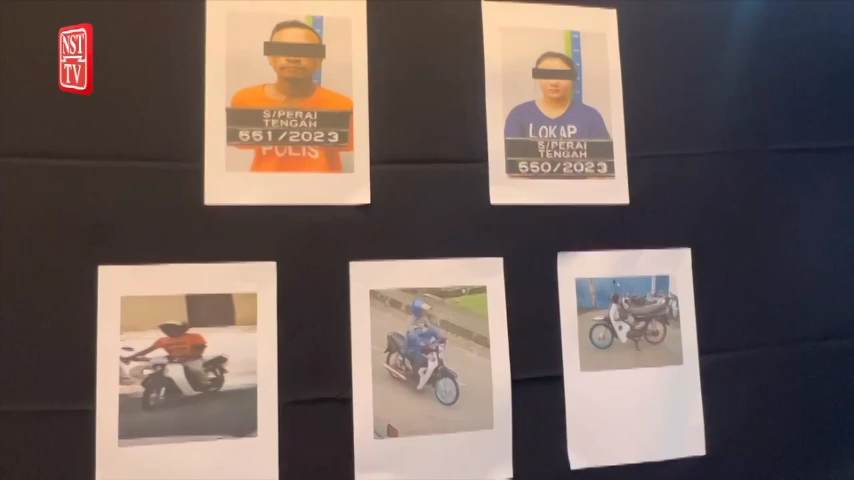 NST
TV
S/PERAI
TENGAH
551/2023
POLIS
LOKAP
S/PERAI
TENGAH
550/2023